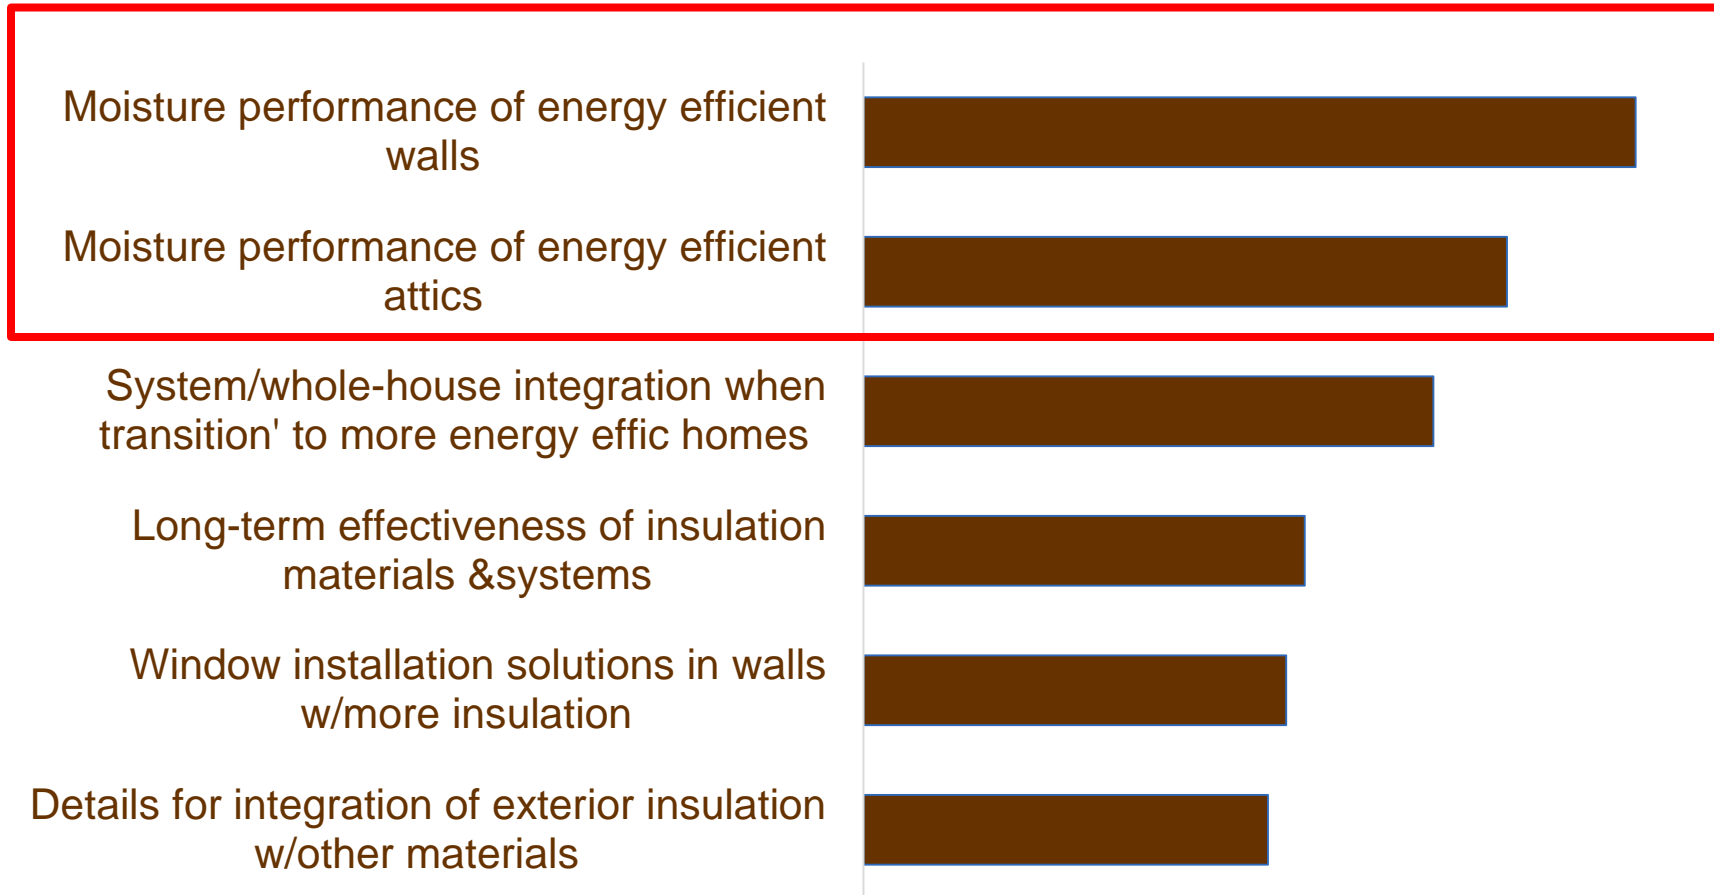 Moisture performance of energy efficient
walls
Moisture performance of energy efficient
attics
System/whole-house integration when
transition' to more energy effic homes
Long-term effectiveness of insulation
materials &systems
Window installation solutions in walls
w/more insulation
Details for integration of exterior insulation
w/other materials